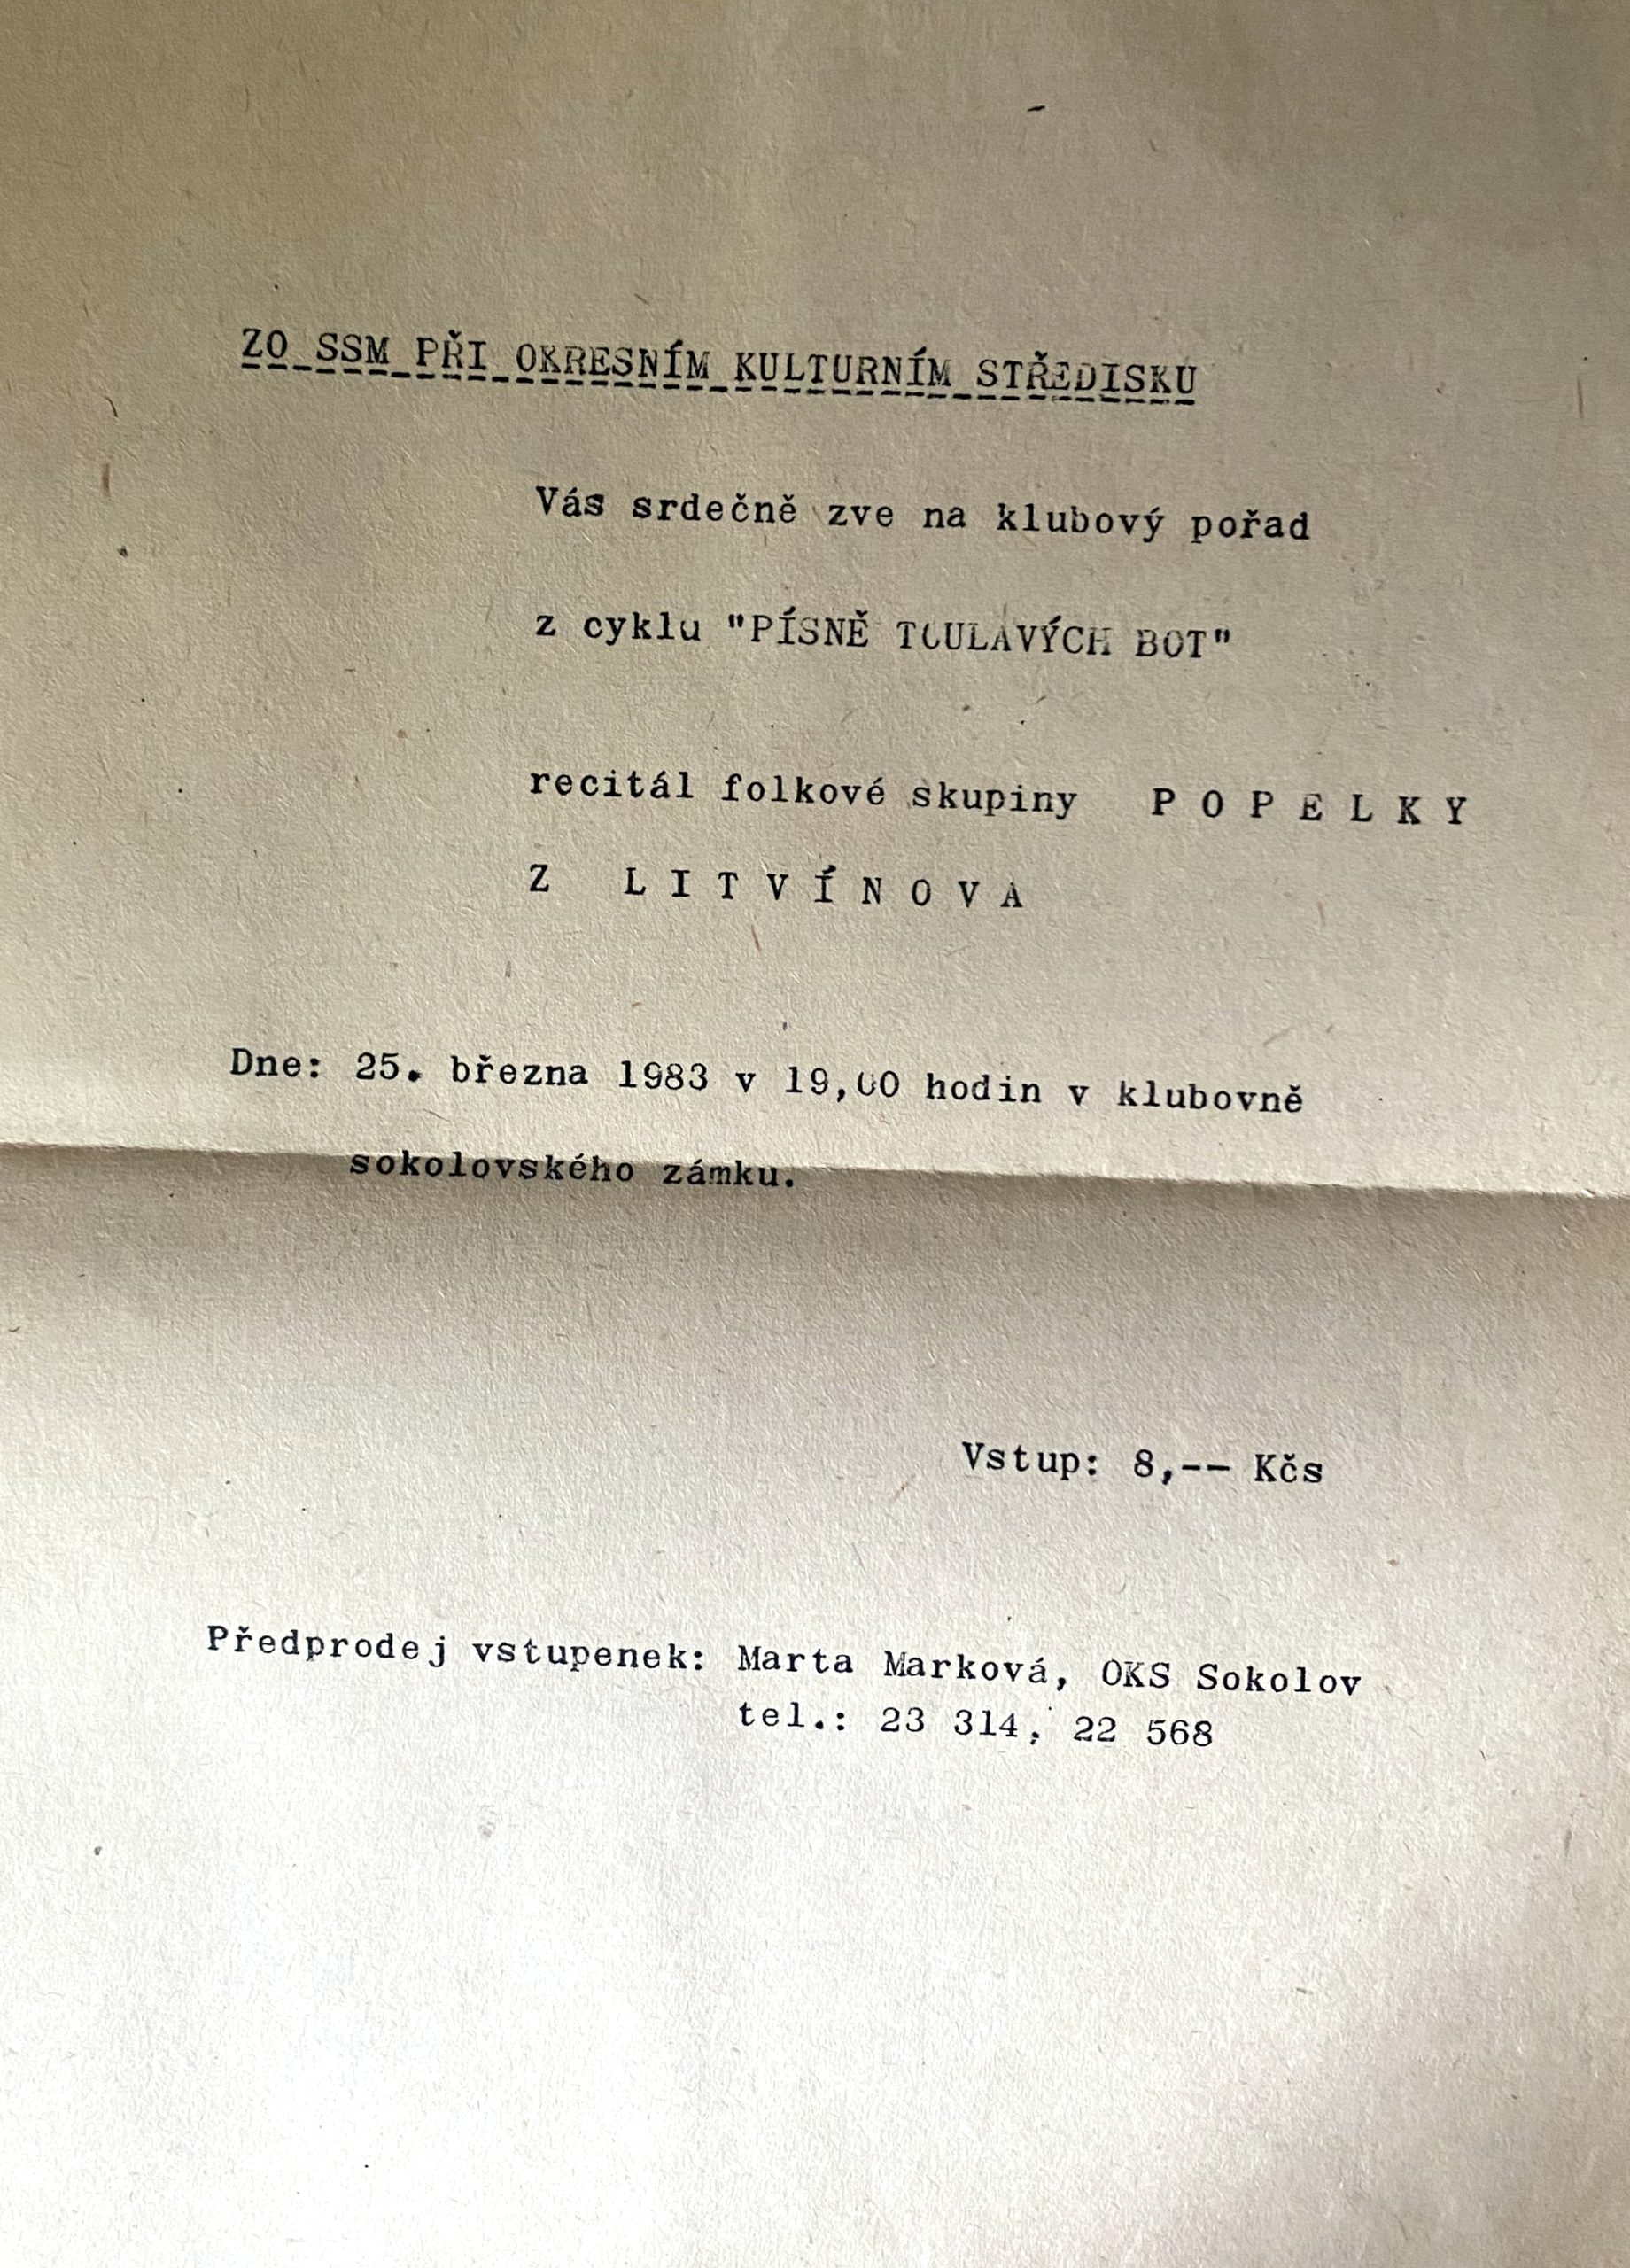 ZO SSM PŘI OKRESNÍM KULTURNÍM STŘEDISKU
Vás srdečně zve na klubový pořad
z cyklu "PÍSNĚ TOULAVÝCH BOT"
recitál folkové skupiny P O P E L K Y
Z L I T V Í N O V A
Dne: 25. března 1983 v 19,00 hodin v klubovně
sokolovského zámku.
Vstup: 8,-- Kčs
Předprodej vstupenek: Marta Marková, OKS Sokolov
tel.: 23 314, 22 568